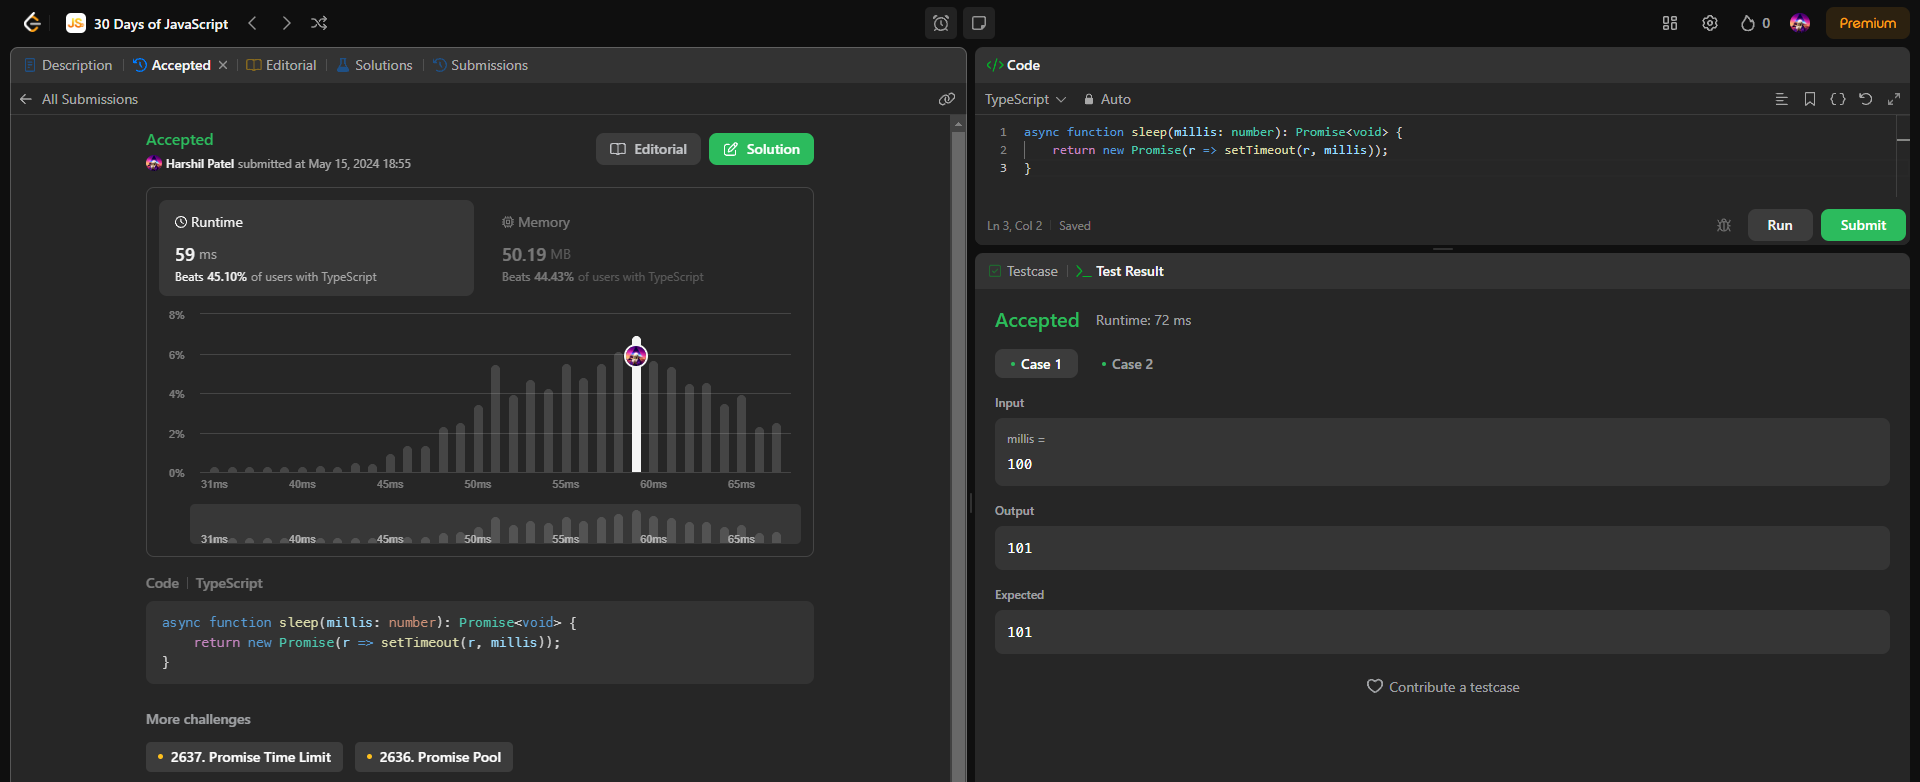 JS 30 Days of JavaScript
0
Premium
Description
Accepted
Editorial
Solutions
Submissions
All Submissions
Accepted
Harshil Patel submitted at May 15, 2024 18:55
Editorial
Solution
Runtime
59 ms
Beats 45.10% of users with TypeScript
Memory
50.19 MB
Beats 44.43% of users with TypeScript
8%
6%
4%
2%
0%
31ms 40ms 45ms 50ms 55ms 60ms 65ms
31ms 40ms 45ms 50ms 55ms 60ms 65ms
Code | TypeScript
async function sleep(millis: number): Promise<void> {
    return new Promise(r => setTimeout(r, millis));
}
More challenges
2637. Promise Time Limit
2636. Promise Pool
</> Code
TypeScript
Auto
1 async function sleep(millis: number): Promise<void> {
2     return new Promise(r => setTimeout(r, millis));
3 }
Ln 3, Col 2 | Saved
Run
Submit
Testcase
>_ Test Result
Accepted Runtime: 72 ms
• Case 1
• Case 2
Input
millis =
100
Output
101
Expected
101
Contribute a testcase